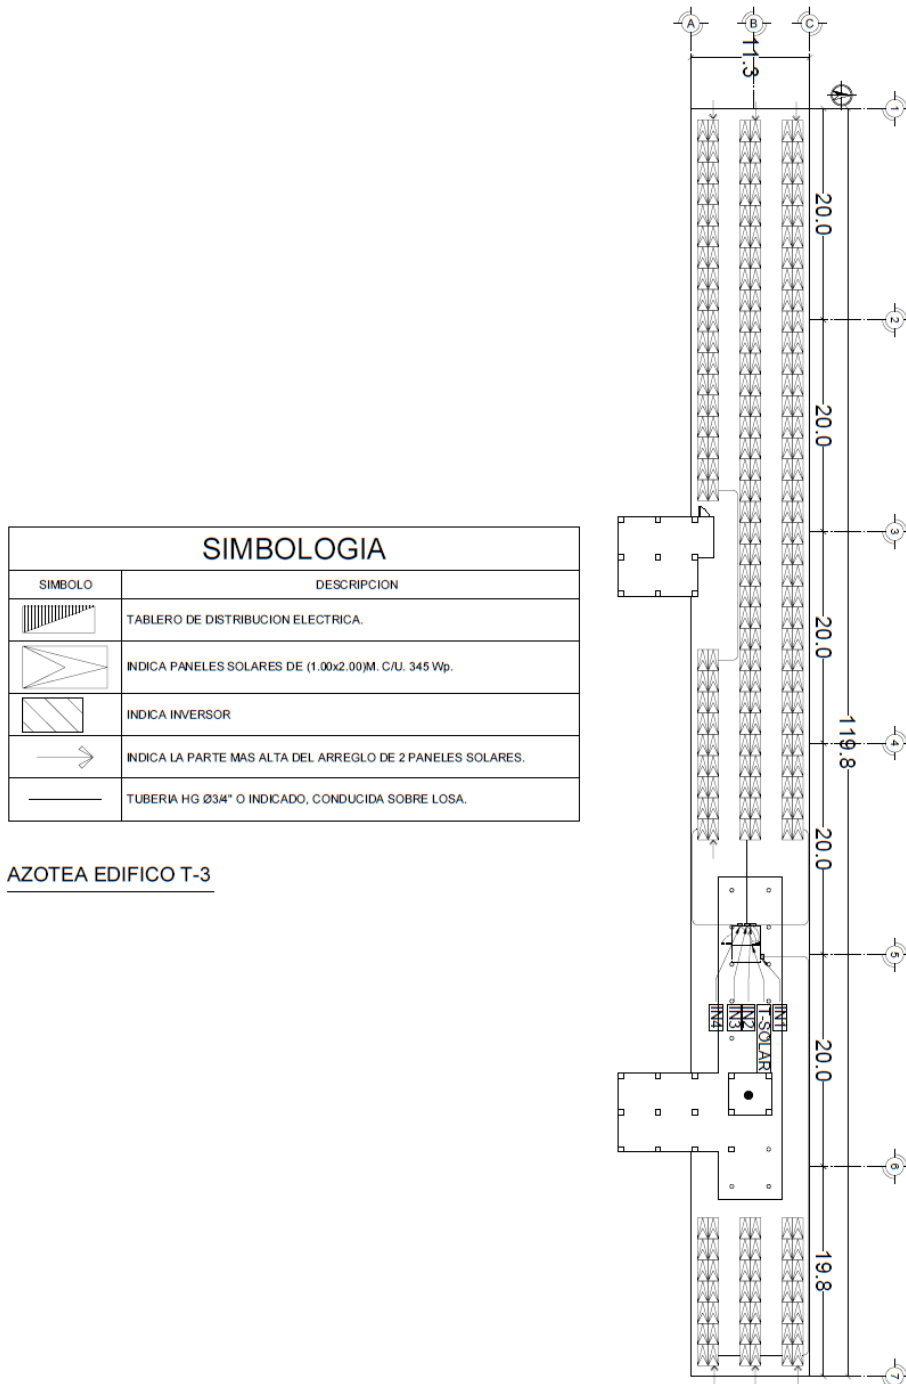 A
B
C
11.3
1
20.0
2
20.0
3
20.0
119.8
4
20.0
5
IN4
IN3
IN2
T-SOLAR
IN1
20.0
6
19.8
7
SIMBOLOGIA
SIMBOLO
DESCRIPCION
TABLERO DE DISTRIBUCION ELECTRICA.
INDICA PANELES SOLARES DE (1.00x2.00)M. C/U. 345 Wp.
INDICA INVERSOR
INDICA LA PARTE MAS ALTA DEL ARREGLO DE 2 PANELES SOLARES.
TUBERIA HG Ø3/4" O INDICADO, CONDUCIDA SOBRE LOSA.
AZOTEA EDIFICO T-3